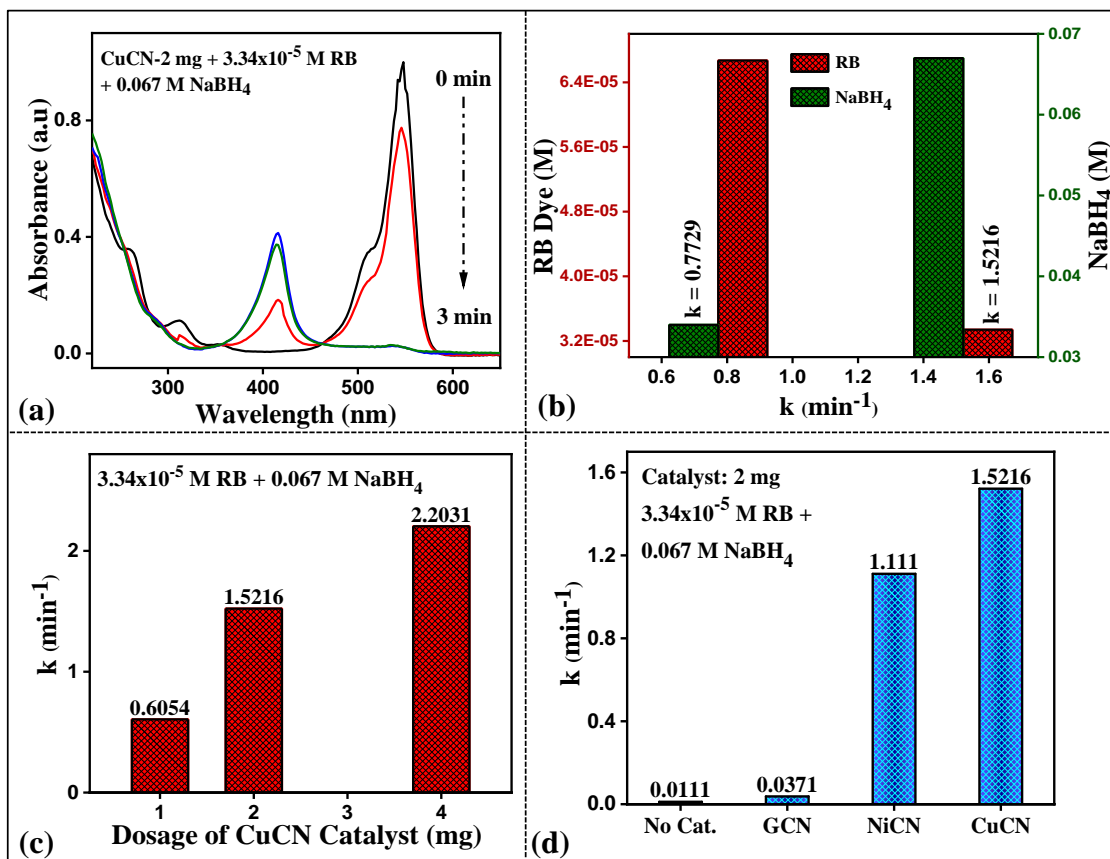 CuCN-2 mg + 3.34x10⁻⁵ M RB
+ 0.067 M NaBH₄
0 min
3 min
0.8
0.4
0.0
Absorbance (a.u)
300 400 500 600
Wavelength (nm)
(a)
RB
NaBH₄
6.4E-05
5.6E-05
4.8E-05
4.0E-05
3.2E-05
RB Dye (M)
k = 0.7729
k = 1.5216
0.07
0.06
0.05
0.04
0.03
NaBH₄ (M)
0.6 0.8 1.0 1.2 1.4 1.6
k (min⁻¹)
(b)
3.34x10⁻⁵ M RB + 0.067 M NaBH₄
2.2031
1.5216
0.6054
2
1
0
k (min⁻¹)
1 2 3 4
Dosage of CuCN Catalyst (mg)
(c)
Catalyst: 2 mg
3.34x10⁻⁵ M RB +
0.067 M NaBH₄
1.5216
1.111
0.0371
0.0111
1.6
1.2
0.8
0.4
0.0
k (min⁻¹)
No Cat. GCN NiCN CuCN
(d)